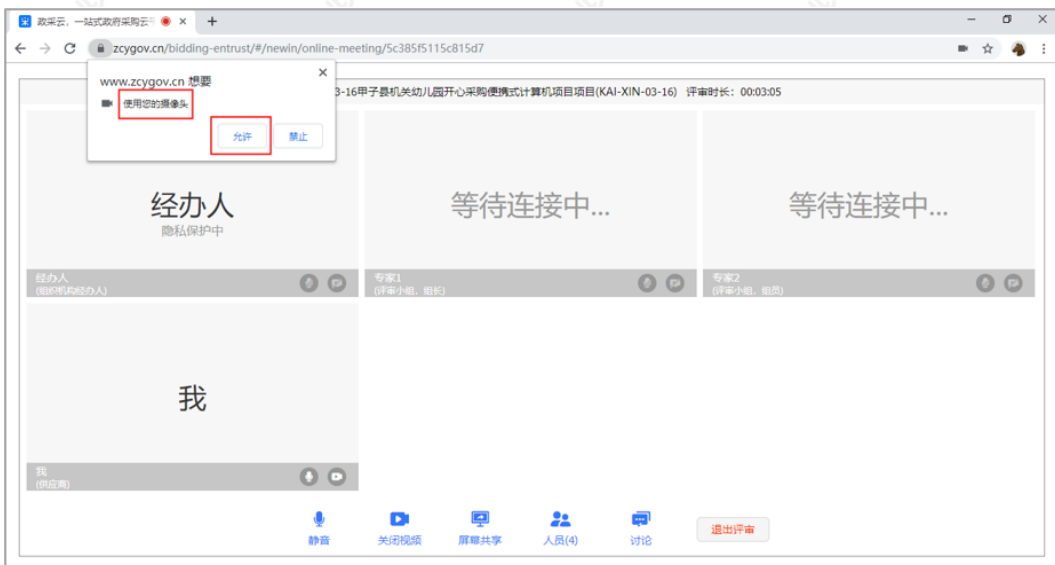 政采云，一站式政府采购云平
zcygov.cn/bidding-entrust/#/newin/online-meeting/5c385f5115c815d7
www.zcygov.cn 想要
使用您的摄像头
允许 禁止
3-16甲子县机关幼儿园开心采购便携式计算机项目项目(KAI-XIN-03-16) 评审时长：00:03:05
经办人
隐私保护中
等待连接中...
等待连接中...
经办人
(组织机构经办人)
专家1
(评审小组，组长)
专家2
(评审小组，组员)
我
我
(供应商)
静音 关闭视频 屏幕共享 人员(4) 讨论 退出评审